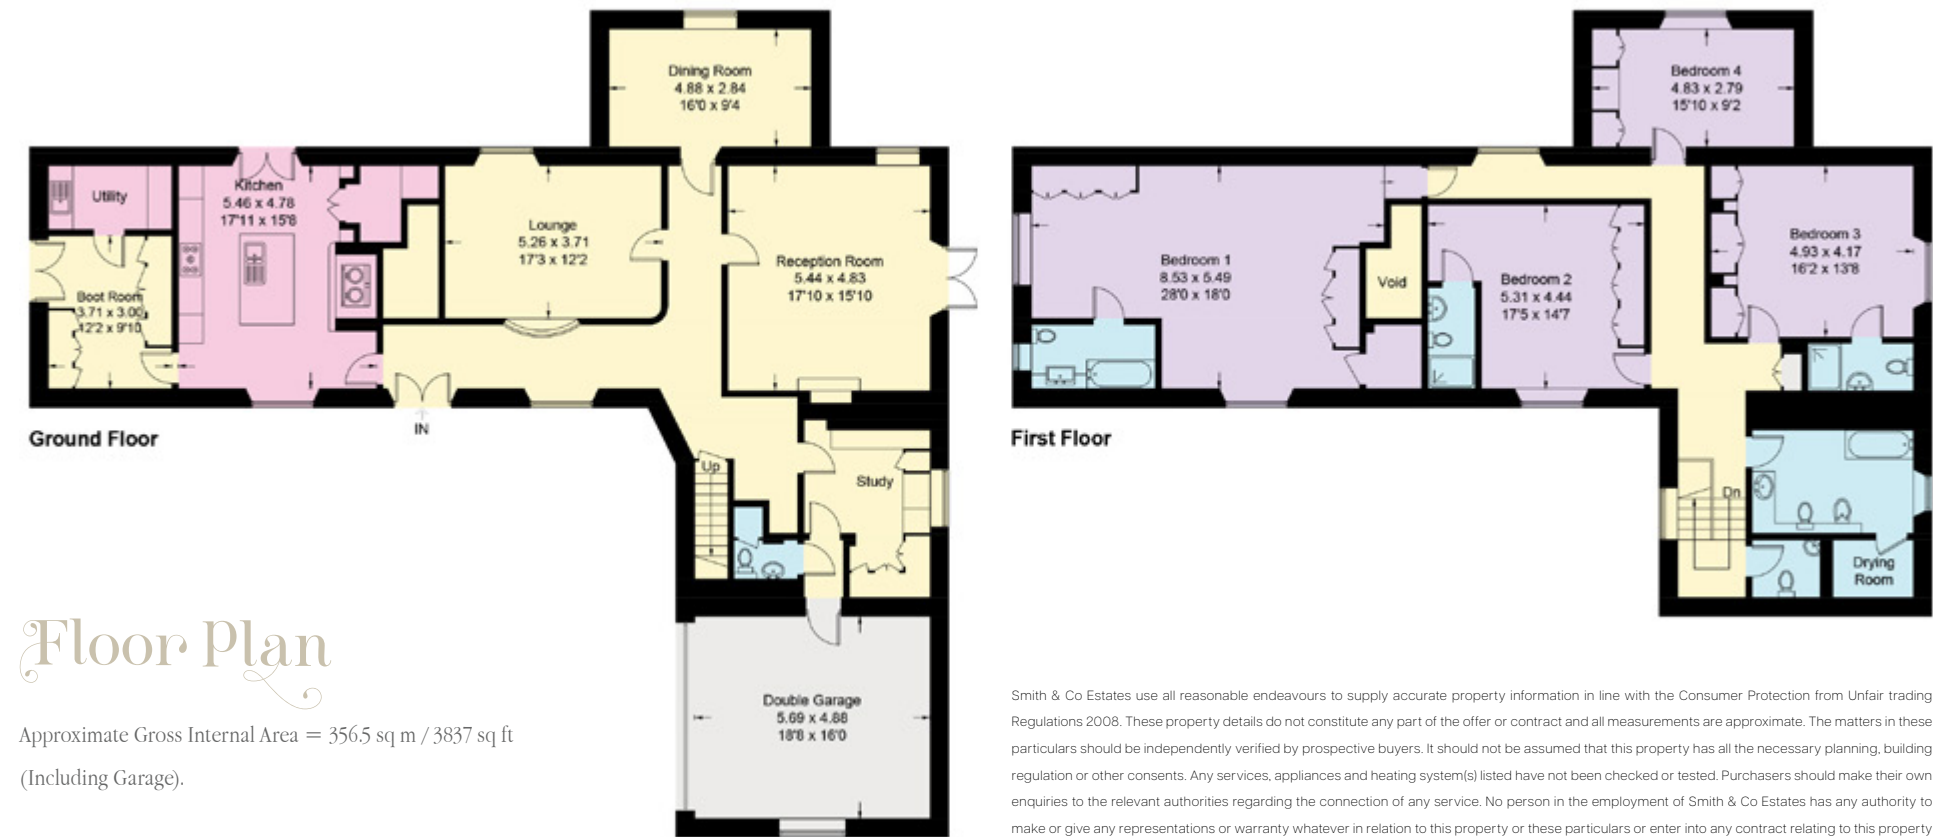 Dining Room
4.88 x 2.84
16'0 x 9'4
Utility
Kitchen
5.46 x 4.78
17'11 x 15'8
Lounge
5.26 x 3.71
17'3 x 12'2
Reception Room
5.44 x 4.83
17'10 x 15'10
Boot Room
3.71 x 3.00
12'2 x 9'10
IN
Ground Floor
Up
Study
Double Garage
5.69 x 4.88
18'8 x 16'0
Bedroom 4
4.83 x 2.79
15'10 x 9'2
Bedroom 1
8.53 x 5.49
28'0 x 18'0
Void
Bedroom 2
5.31 x 4.44
17'5 x 14'7
Bedroom 3
4.93 x 4.17
16'2 x 13'8
First Floor
Dn
Drying
Room
Floor Plan
Approximate Gross Internal Area = 356.5 sq m / 3837 sq ft
(Including Garage).
Smith & Co Estates use all reasonable endeavours to supply accurate property information in line with the Consumer Protection from Unfair trading
Regulations 2008. These property details do not constitute any part of the offer or contract and all measurements are approximate. The matters in these
particulars should be independently verified by prospective buyers. It should not be assumed that this property has all the necessary planning, building
regulation or other consents. Any services, appliances and heating system(s) listed have not been checked or tested. Purchasers should make their own
enquiries to the relevant authorities regarding the connection of any service. No person in the employment of Smith & Co Estates has any authority to
make or give any representations or warranty whatever in relation to this property or these particulars or enter into any contract relating to this property